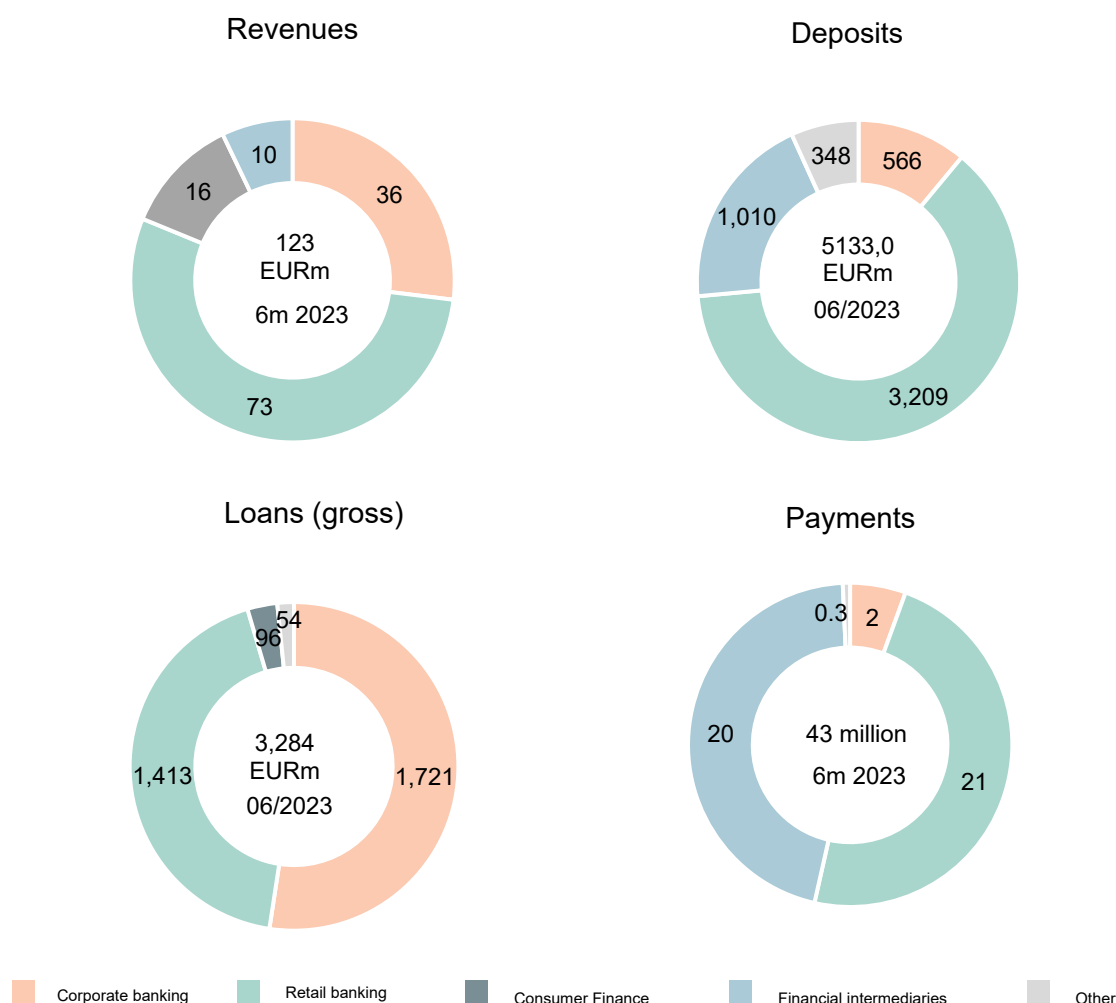 Revenues
10
16
36
123
EURm
6m 2023
73
Deposits
348
566
1,010
5133,0
EURm
06/2023
3,209
Loans (gross)
54
96
3,284
EURm
06/2023
1,413
1,721
Payments
0.3
2
20
43 million
6m 2023
21
Corporate banking
Retail banking
Consumer Finance
Financial intermediaries
Other